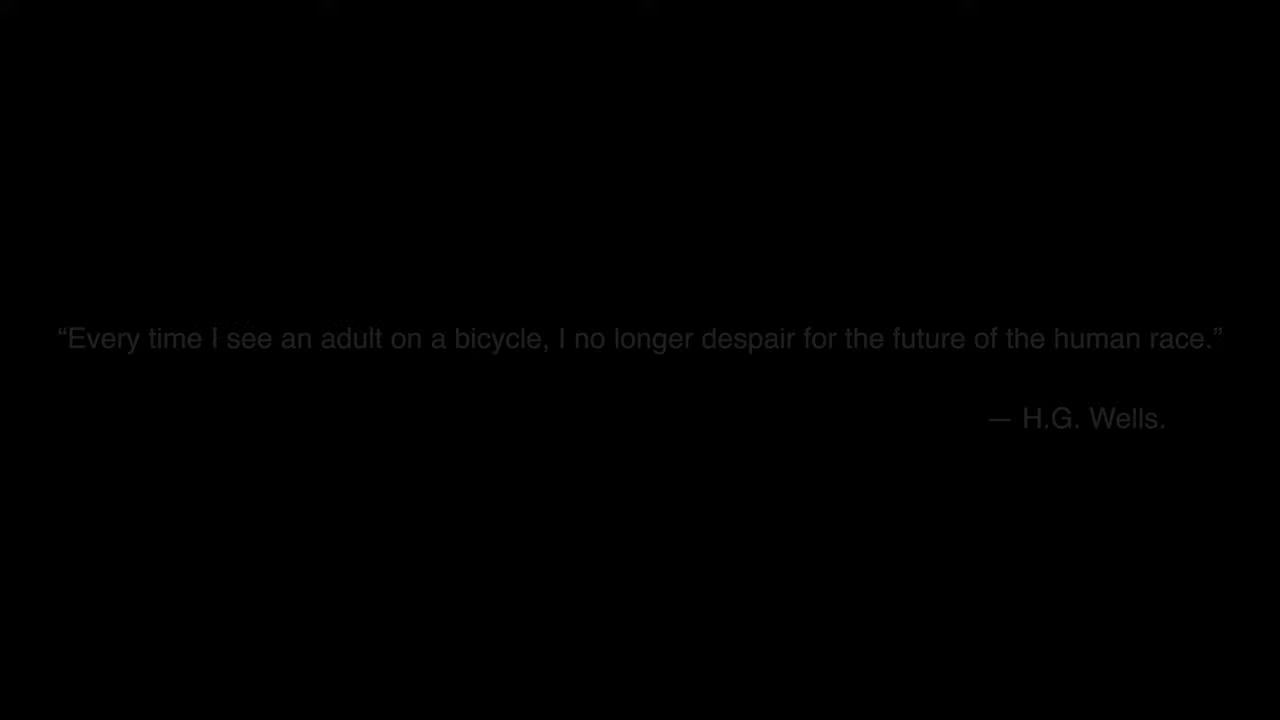 “Every time I see an adult on a bicycle, I no longer despair for the future of the human race.”
— H.G. Wells.